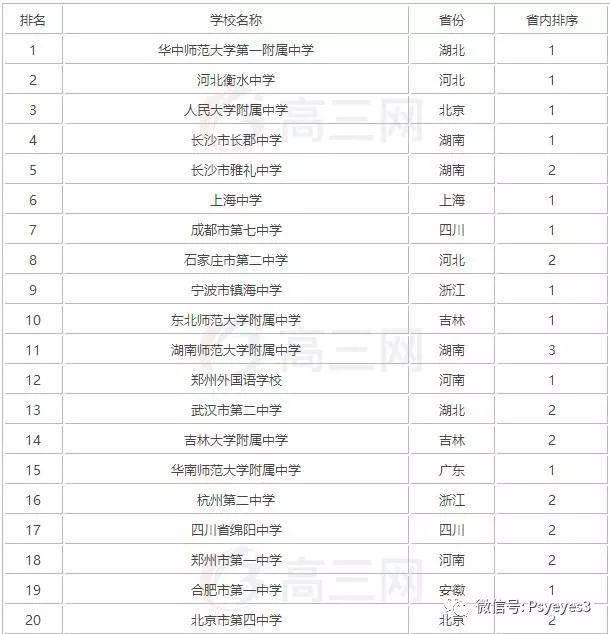 排名 学校名称 省份 省内排序
1 华中师范大学第一附属中学 湖北 1
2 河北衡水中学 河北 1
3 人民大学附属中学 北京 1
4 长沙市长郡中学 湖南 1
5 长沙市雅礼中学 湖南 2
6 上海中学 上海 1
7 成都市第七中学 四川 1
8 石家庄市第二中学 河北 2
9 宁波市镇海中学 浙江 1
10 东北师范大学附属中学 吉林 1
11 湖南师范大学附属中学 湖南 3
12 郑州外国语学校 河南 1
13 武汉市第二中学 湖北 2
14 吉林大学附属中学 吉林 2
15 华南师范大学附属中学 广东 1
16 杭州第二中学 浙江 2
17 四川省绵阳中学 四川 2
18 郑州市第一中学 河南 2
19 合肥市第一中学 安徽 1
20 北京市第四中学 北京 2
高三网
高三网
高三网
微信号: Psyeyes3